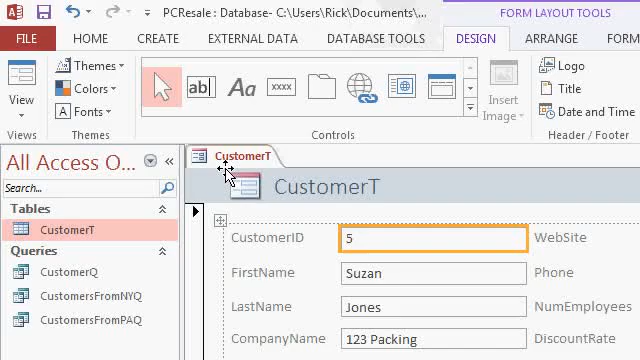 PCResale : Database- C:\Users\Rick\Documents\...
FORM LAYOUT TOOLS
FILE
HOME
CREATE
EXTERNAL DATA
DATABASE TOOLS
DESIGN
ARRANGE
FORM
View
Views
Themes
Colors
Fonts
Themes
ab|
Aa
xxxx
Controls
Insert
Image
Logo
Title
Date and Time
Header / Footer
All Access O...
Search...
Tables
CustomerT
Queries
CustomerQ
CustomersFromNYQ
CustomersFromPAQ
CustomerT
CustomerT
CustomerID
5
WebSite
FirstName
Suzan
Phone
LastName
Jones
NumEmployees
CompanyName
123 Packing
DiscountRate